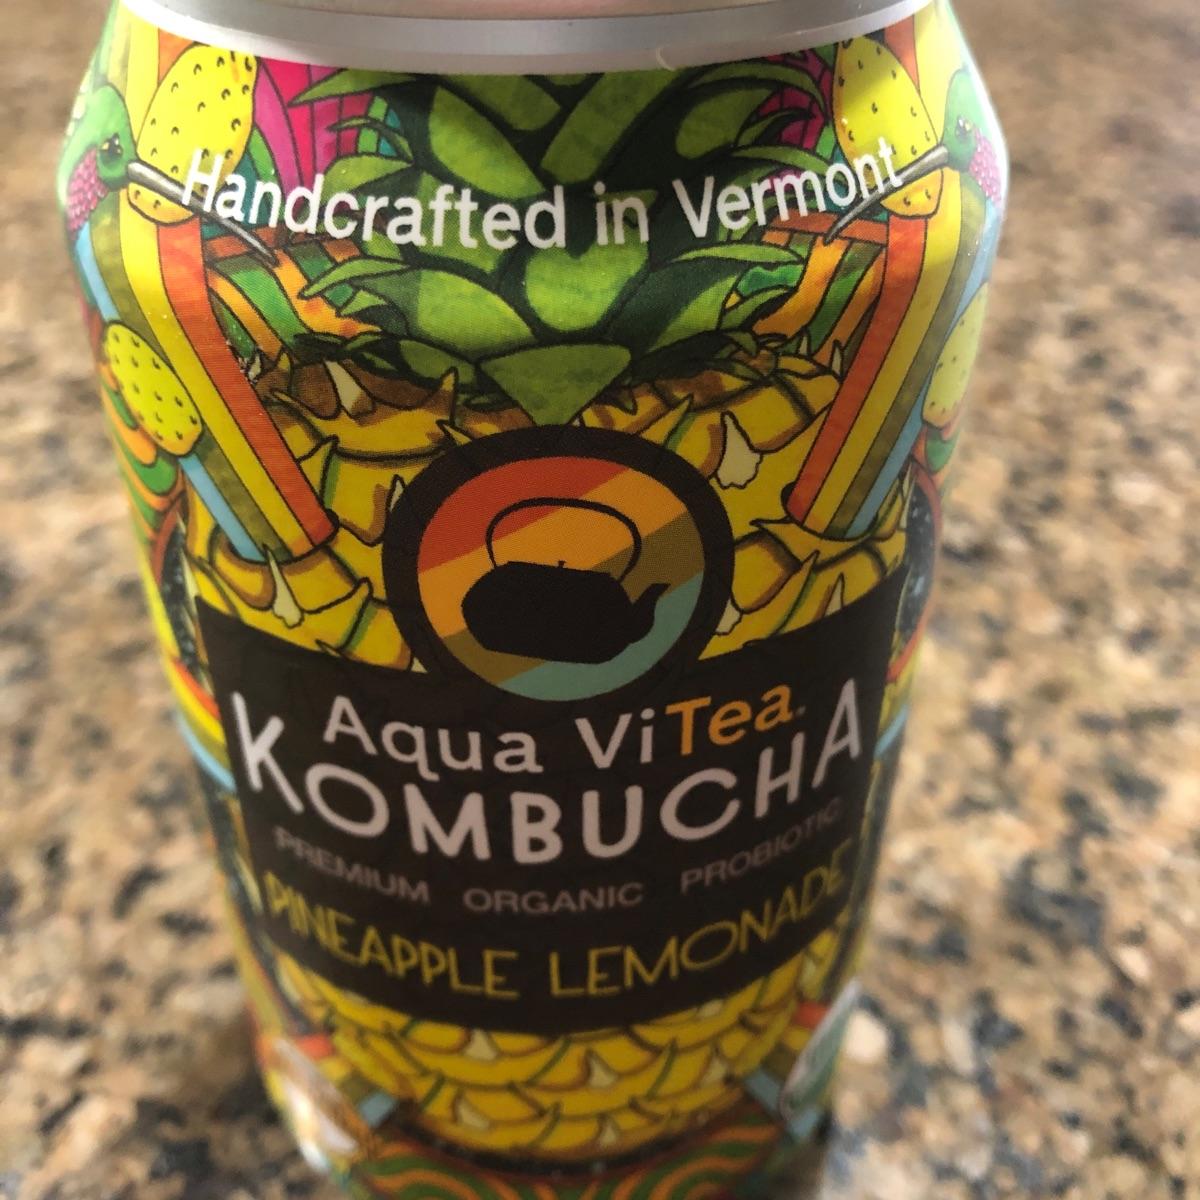 Handcrafted in Vermont
Aqua ViTea.
KOMBUCHA
PREMIUM ORGANIC PROBIOTIC
PINEAPPLE LEMONADE